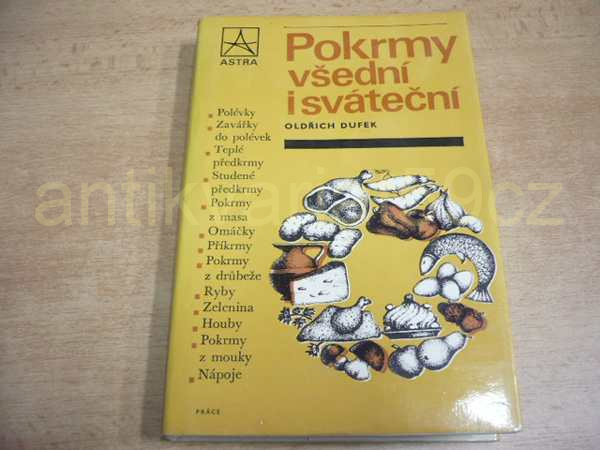 ASTRA
Pokrmy
všední
i sváteční
OLDŘICH DUFEK
Polévky
Zavářky
do polévek
Teplé
předkrmy
Studené
předkrmy
Pokrmy
z masa
Omáčky
Příkrmy
Pokrmy
z drůbeže
Ryby
Zelenina
Houby
Pokrmy
z mouky
Nápoje
PRÁCE